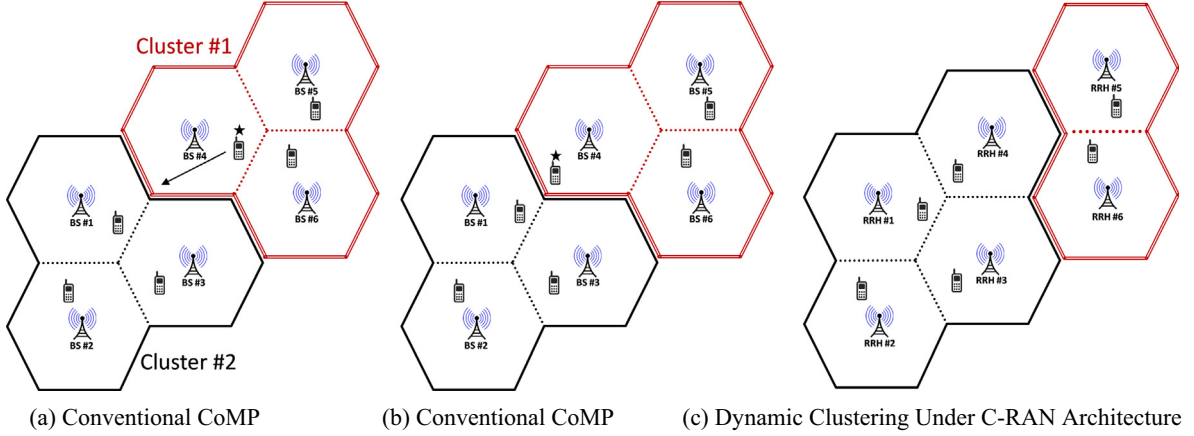 Cluster #1
BS #5
BS #4
BS #6
BS #1
BS #3
BS #2
Cluster #2
(a) Conventional CoMP
BS #5
BS #4
BS #6
BS #1
BS #3
BS #2
(b) Conventional CoMP
RRH #5
RRH #4
RRH #6
RRH #1
RRH #3
RRH #2
(c) Dynamic Clustering Under C-RAN Architecture